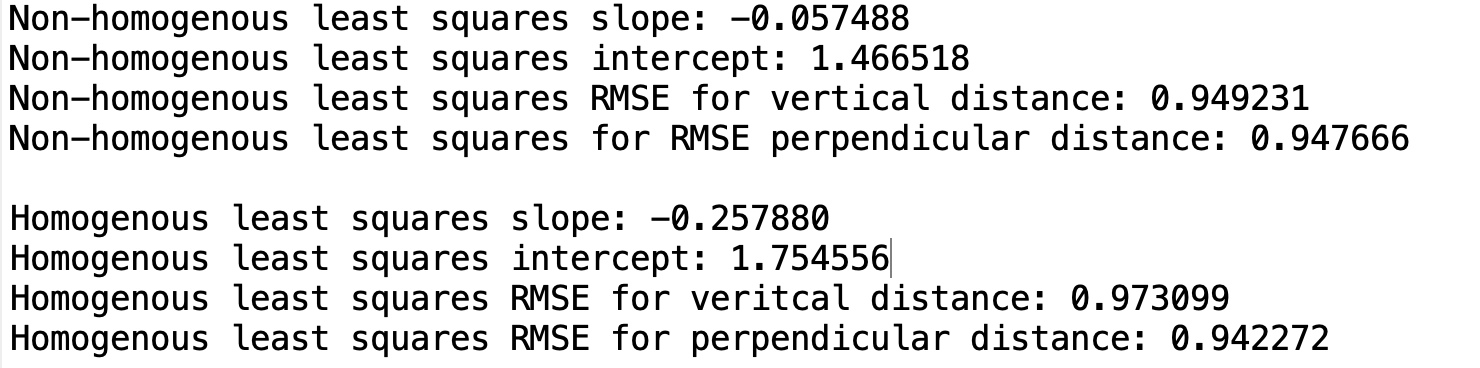 Non-homogenous least squares slope: -0.057488
Non-homogenous least squares intercept: 1.466518
Non-homogenous least squares RMSE for vertical distance: 0.949231
Non-homogenous least squares for RMSE perpendicular distance: 0.947666
Homogenous least squares slope: -0.257880
Homogenous least squares intercept: 1.754556
Homogenous least squares RMSE for veritcal distance: 0.973099
Homogenous least squares RMSE for perpendicular distance: 0.942272